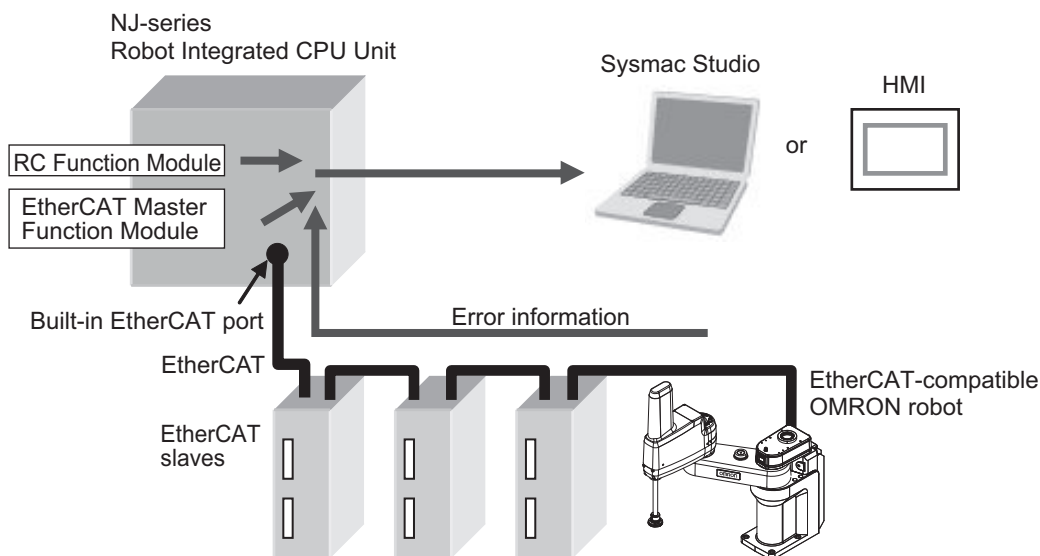 NJ-series
Robot Integrated CPU Unit
Sysmac Studio
HMI
or
RC Function Module
EtherCAT Master
Function Module
Built-in EtherCAT port
Error information
EtherCAT
EtherCAT-compatible
OMRON robot
EtherCAT
slaves
OMRON